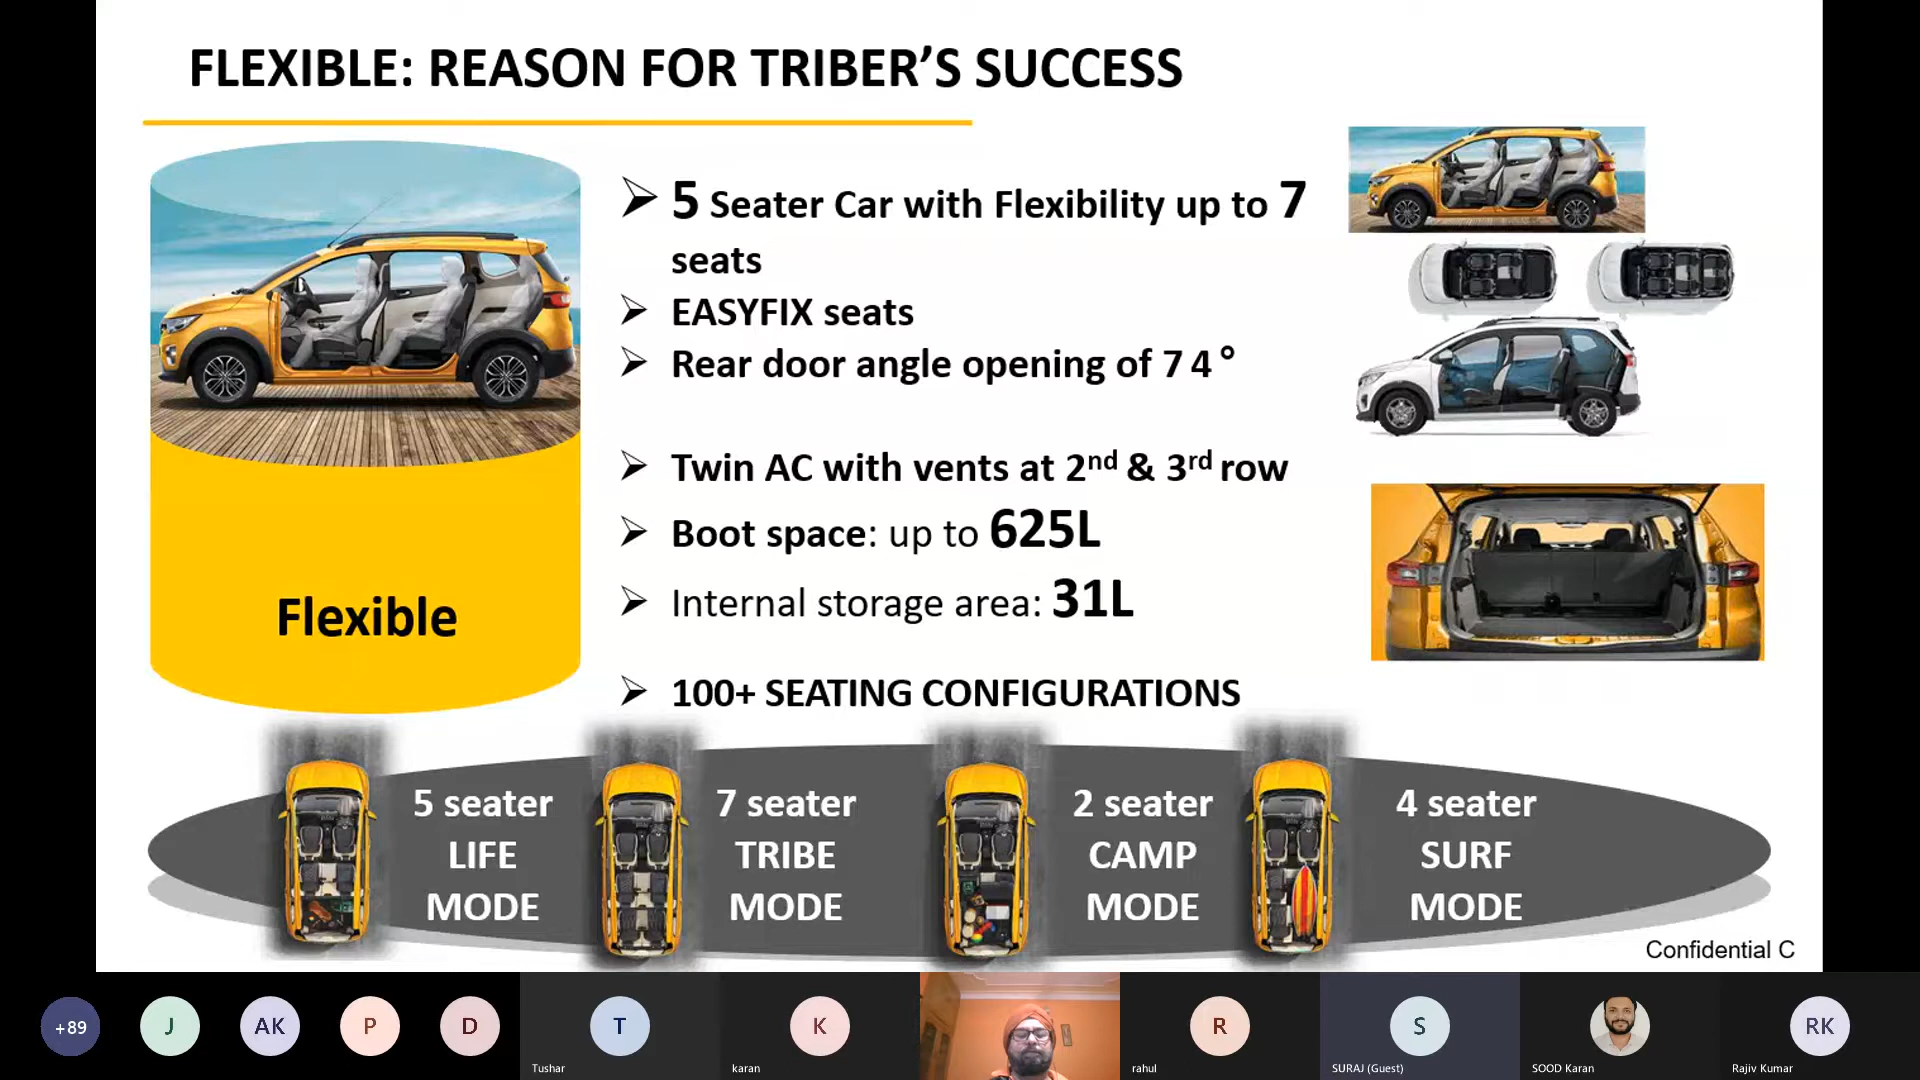 FLEXIBLE: REASON FOR TRIBER’S SUCCESS
5 Seater Car with Flexibility up to 7
seats
EASYFIX seats
Rear door angle opening of 74°
Twin AC with vents at 2nd & 3rd row
Boot space: up to 625L
Internal storage area: 31L
100+ SEATING CONFIGURATIONS
Flexible
5 seater
LIFE
MODE
7 seater
TRIBE
MODE
2 seater
CAMP
MODE
4 seater
SURF
MODE
Confidential C
+89
J
AK
P
D
T
Tushar
K
karan
R
rahul
S
SURAJ (Guest)
SOOD Karan
RK
Rajiv Kumar